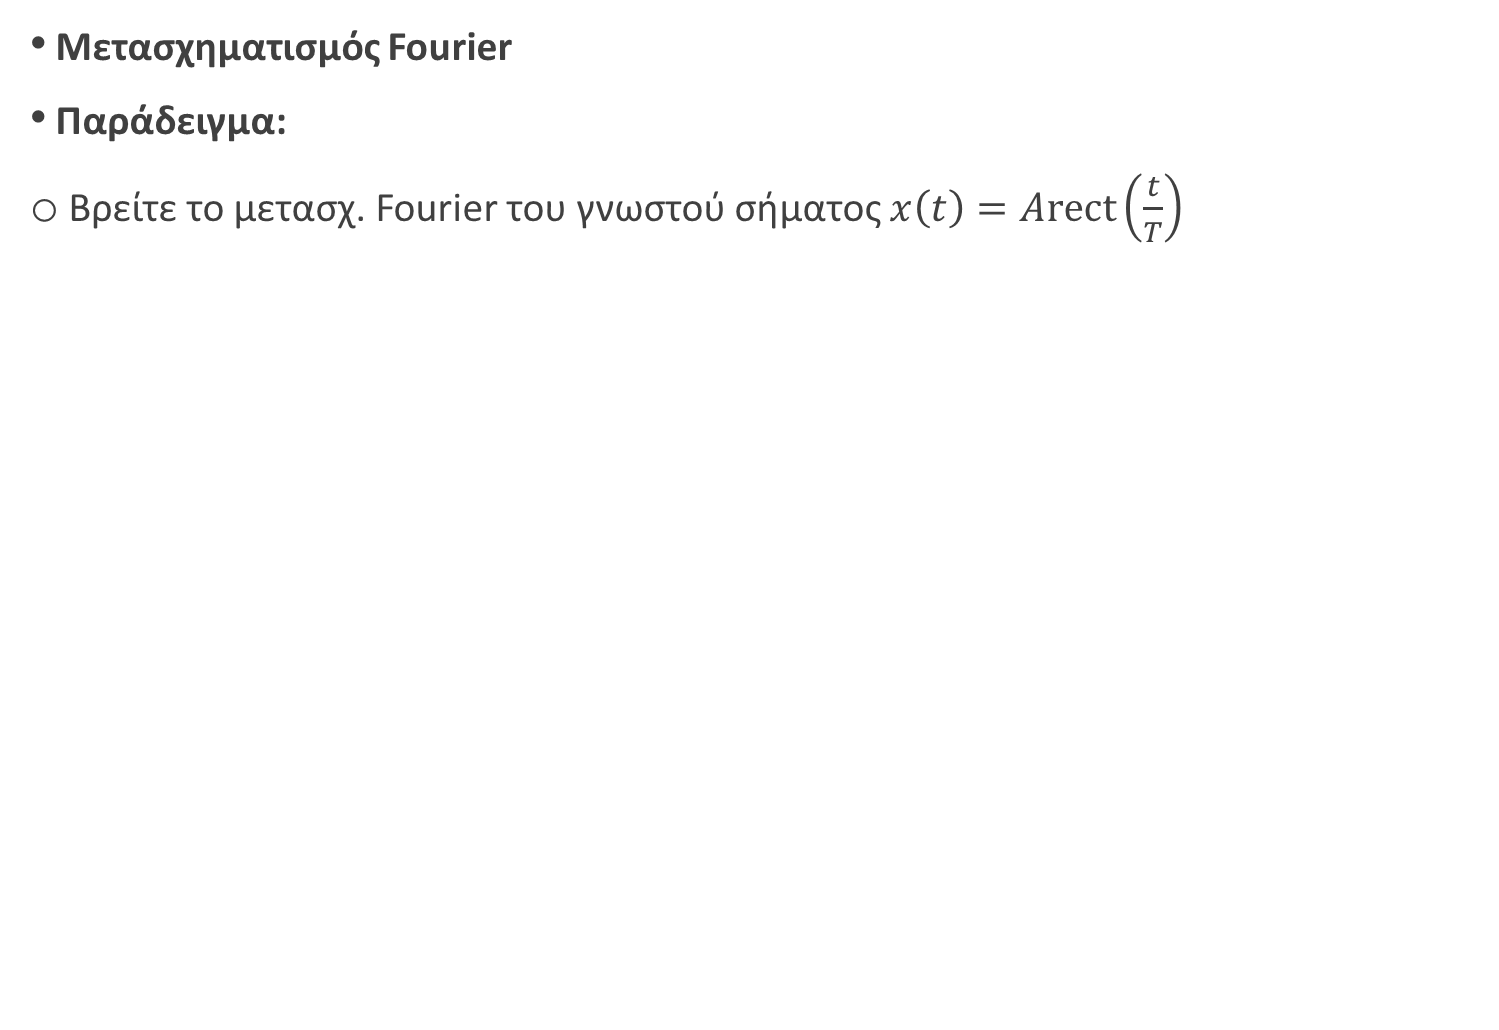 • Μετασχηματισμός Fourier
• Παράδειγμα:
○ Βρείτε το μετασχ. Fourier του γνωστού σήματος 𝑥(𝑡) = 𝐴rect(𝑡/𝑇)